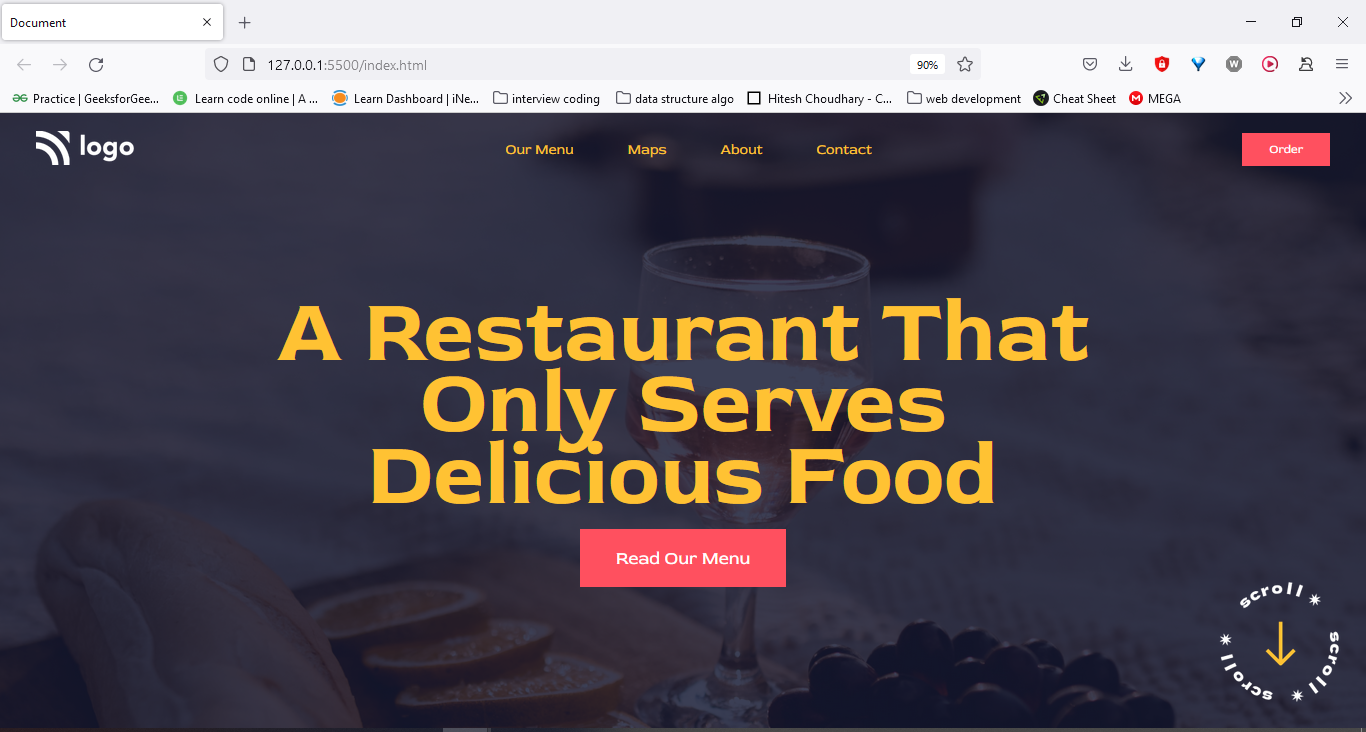 Document
127.0.0.1:5500/index.html
90%
Practice | GeeksforGee...
Learn code online | A ...
Learn Dashboard | iNe...
interview coding
data structure algo
Hitesh Choudhary - C...
web development
Cheat Sheet
MEGA
logo
Our Menu
Maps
About
Contact
Order
A Restaurant That
Only Serves
Delicious Food
Read Our Menu
scroll
scroll
scroll